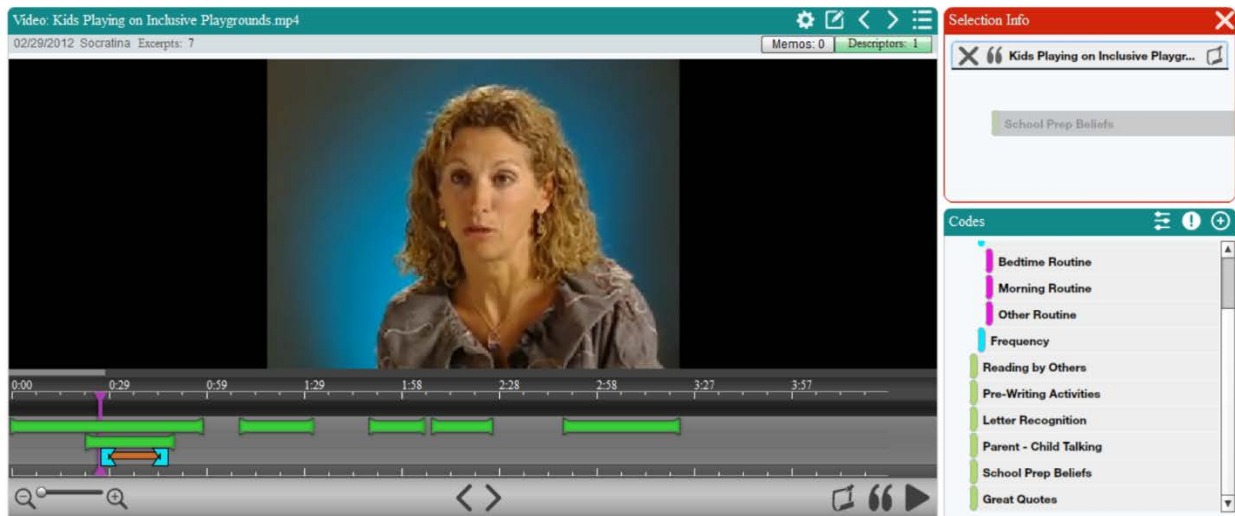 Video: Kids Playing on Inclusive Playgrounds.mp4
02/29/2012 Socratina Excerpts: 7
Memos: 0
Descriptors: 1
0:00 0:29 0:59 1:29 1:58 2:28 2:58 3:27 3:57
Selection Info
Kids Playing on Inclusive Playgr...
School Prep Beliefs
Codes
Bedtime Routine
Morning Routine
Other Routine
Frequency
Reading by Others
Pre-Writing Activities
Letter Recognition
Parent - Child Talking
School Prep Beliefs
Great Quotes